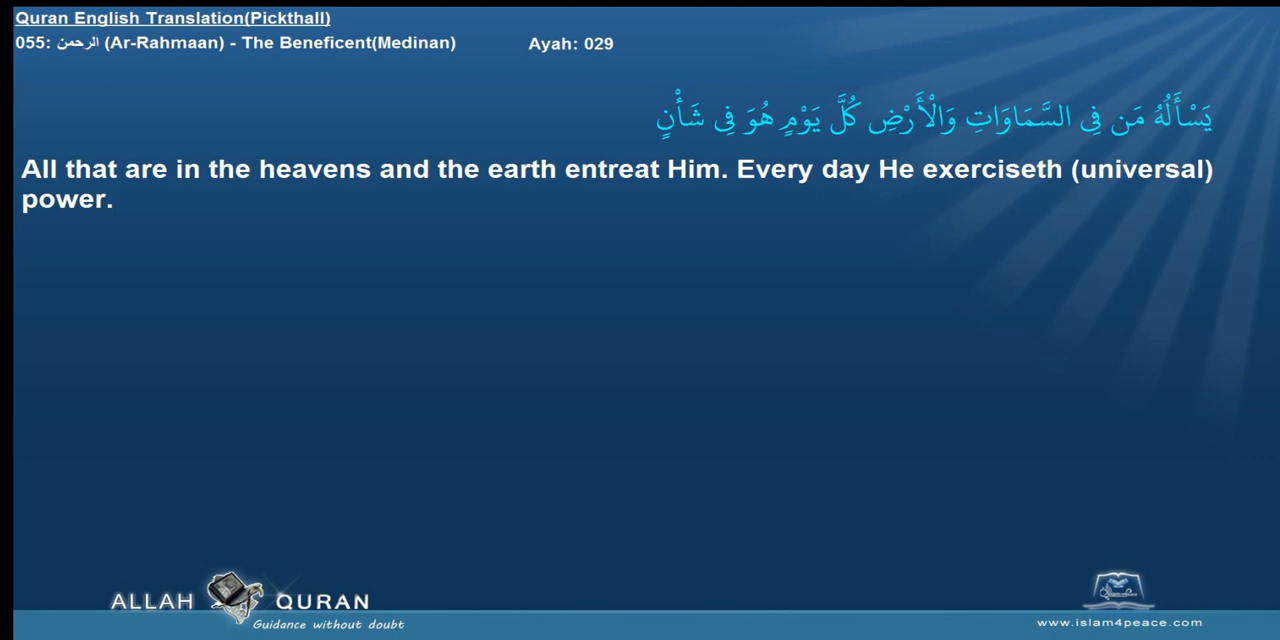 Quran English Translation(Pickthall)
055: الرحمن (Ar-Rahmaan) - The Beneficent(Medinan) Ayah: 029
يَسْأَلُهُ مَن فِي السَّمَاوَاتِ وَالْأَرْضِ كُلَّ يَوْمٍ هُوَ فِي شَأْنٍ
All that are in the heavens and the earth entreat Him. Every day He exerciseth (universal)
power.
ALLAH QURAN
Guidance without doubt
www.islam4peace.com